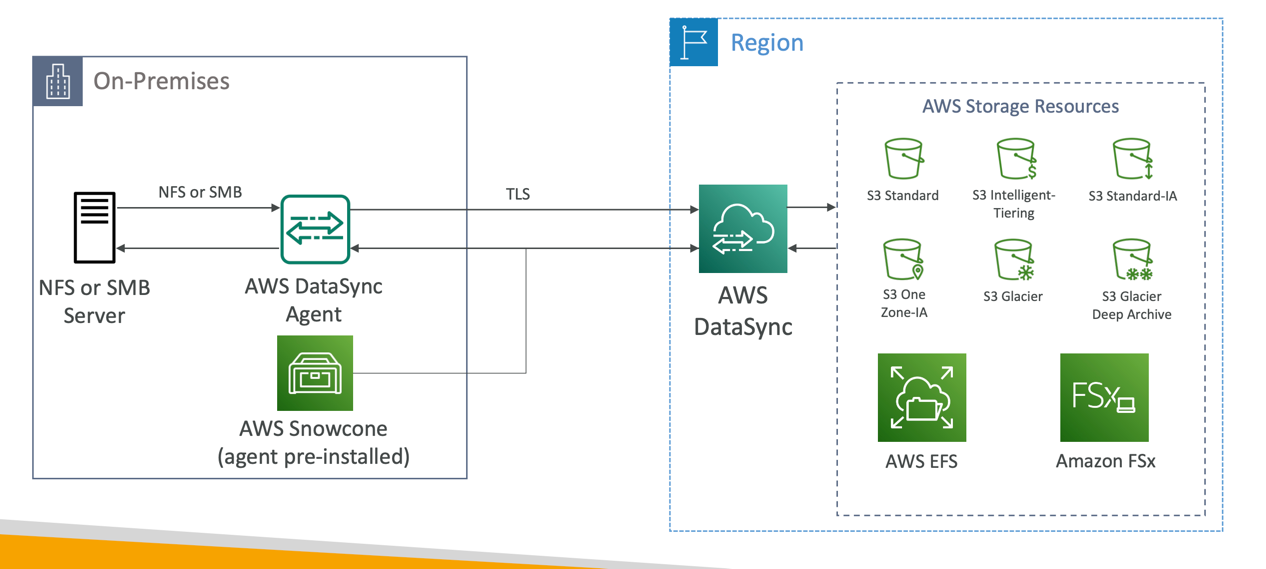 Region
On-Premises
AWS Storage Resources
S3 Standard
S3 Intelligent-
Tiering
S3 Standard-IA
NFS or SMB
TLS
S3 One
Zone-IA
S3 Glacier
S3 Glacier
Deep Archive
NFS or SMB
Server
AWS DataSync
Agent
AWS
DataSync
FSx
AWS Snowcone
(agent pre-installed)
AWS EFS
Amazon FSx